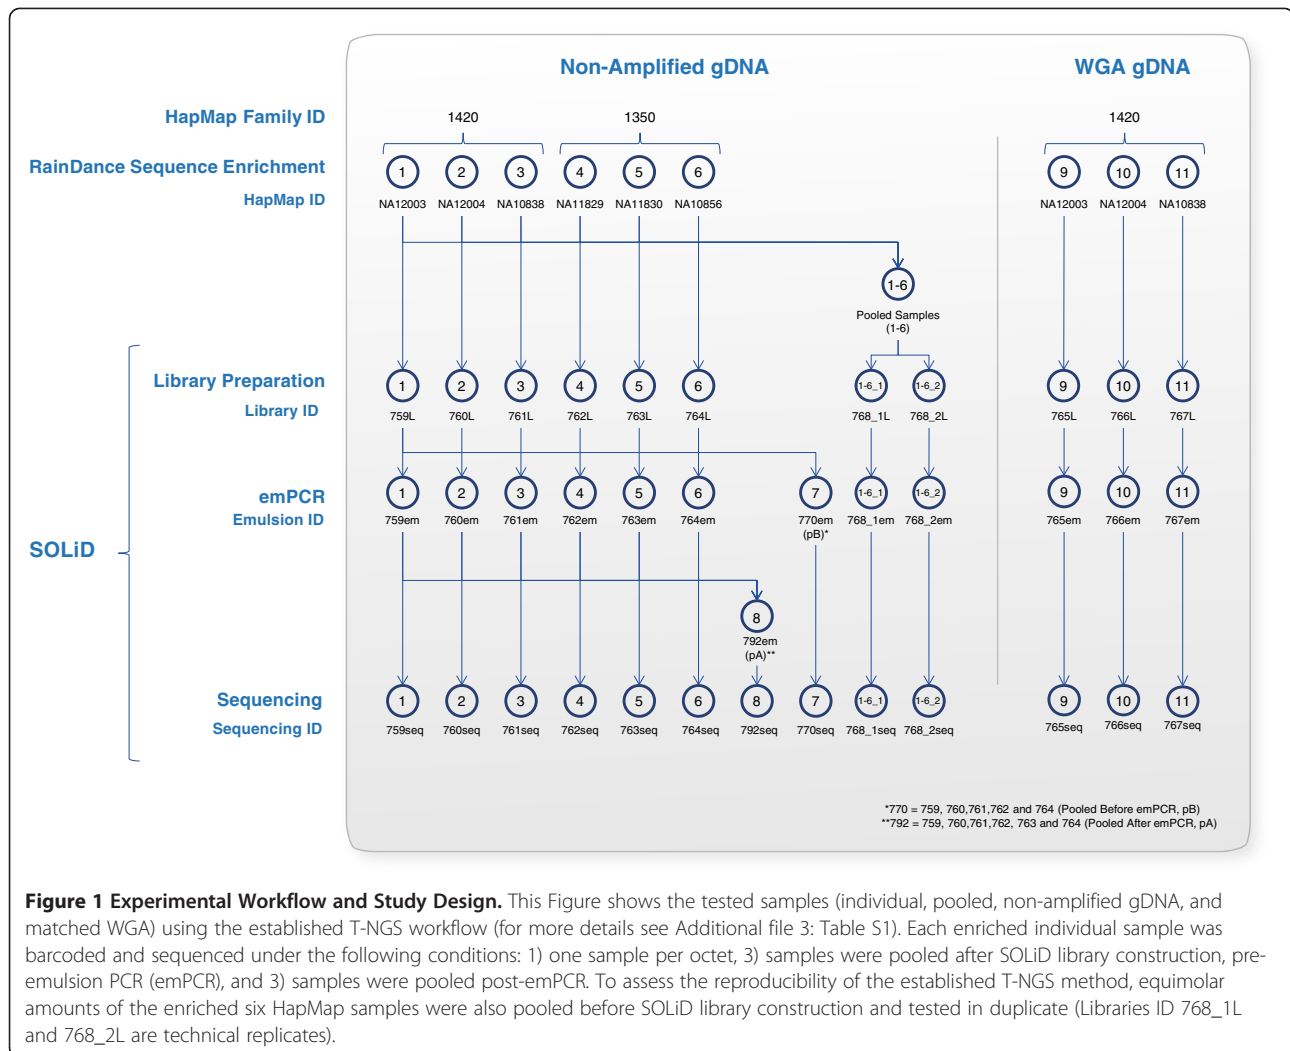 Non-Amplified gDNA
WGA gDNA
HapMap Family ID
1420
1350
1420
RainDance Sequence Enrichment
1 2 3 4 5 6 9 10 11
HapMap ID
NA12003 NA12004 NA10838 NA11829 NA11830 NA10856 NA12003 NA12004 NA10838
1-6
Pooled Samples
(1-6)
Library Preparation
1 2 3 4 5 6 1-6_1 1-6_2 9 10 11
Library ID
759L 760L 761L 762L 763L 764L 768_1L 768_2L 765L 766L 767L
emPCR
1 2 3 4 5 6 7 1-6_1 1-6_2 9 10 11
Emulsion ID
759em 760em 761em 762em 763em 764em 770em 768_1em 768_2em 765em 766em 767em
(pB)*
SOLiD
8
792em
(pA)**
Sequencing
1 2 3 4 5 6 8 7 1-6_1 1-6_2 9 10 11
Sequencing ID
759seq 760seq 761seq 762seq 763seq 764seq 792seq 770seq 768_1seq 768_2seq 765seq 766seq 767seq
*770 = 759, 760,761,762 and 764 (Pooled Before emPCR, pB)
**792 = 759, 760,761,762, 763 and 764 (Pooled After emPCR, pA)
Figure 1 Experimental Workflow and Study Design. This Figure shows the tested samples (individual, pooled, non-amplified gDNA, and
matched WGA) using the established T-NGS workflow (for more details see Additional file 3: Table S1). Each enriched individual sample was
barcoded and sequenced under the following conditions: 1) one sample per octet, 3) samples were pooled after SOLiD library construction, pre-
emulsion PCR (emPCR), and 3) samples were pooled post-emPCR. To assess the reproducibility of the established T-NGS method, equimolar
amounts of the enriched six HapMap samples were also pooled before SOLiD library construction and tested in duplicate (Libraries ID 768_1L
and 768_2L are technical replicates).